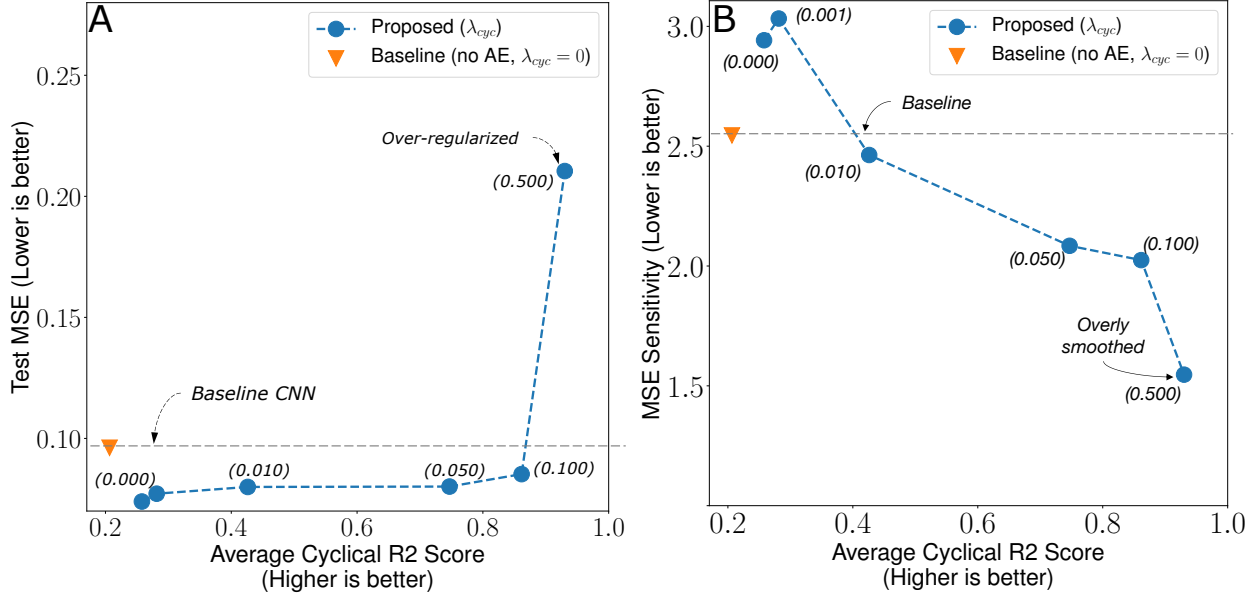 A
Proposed (λcyc)
Baseline (no AE, λcyc = 0)
Over-regularized
(0.500)
Baseline CNN
(0.000)
(0.010)
(0.050)
(0.100)
0.25
0.20
0.15
0.10
Test MSE (Lower is better)
0.2 0.4 0.6 0.8 1.0
Average Cyclical R2 Score
(Higher is better)
B
Proposed (λcyc)
Baseline (no AE, λcyc = 0)
(0.001)
(0.000)
Baseline
(0.010)
(0.050)
(0.100)
Overly
smoothed
(0.500)
3.0
2.5
2.0
1.5
MSE Sensitivity (Lower is better)
0.2 0.4 0.6 0.8 1.0
Average Cyclical R2 Score
(Higher is better)